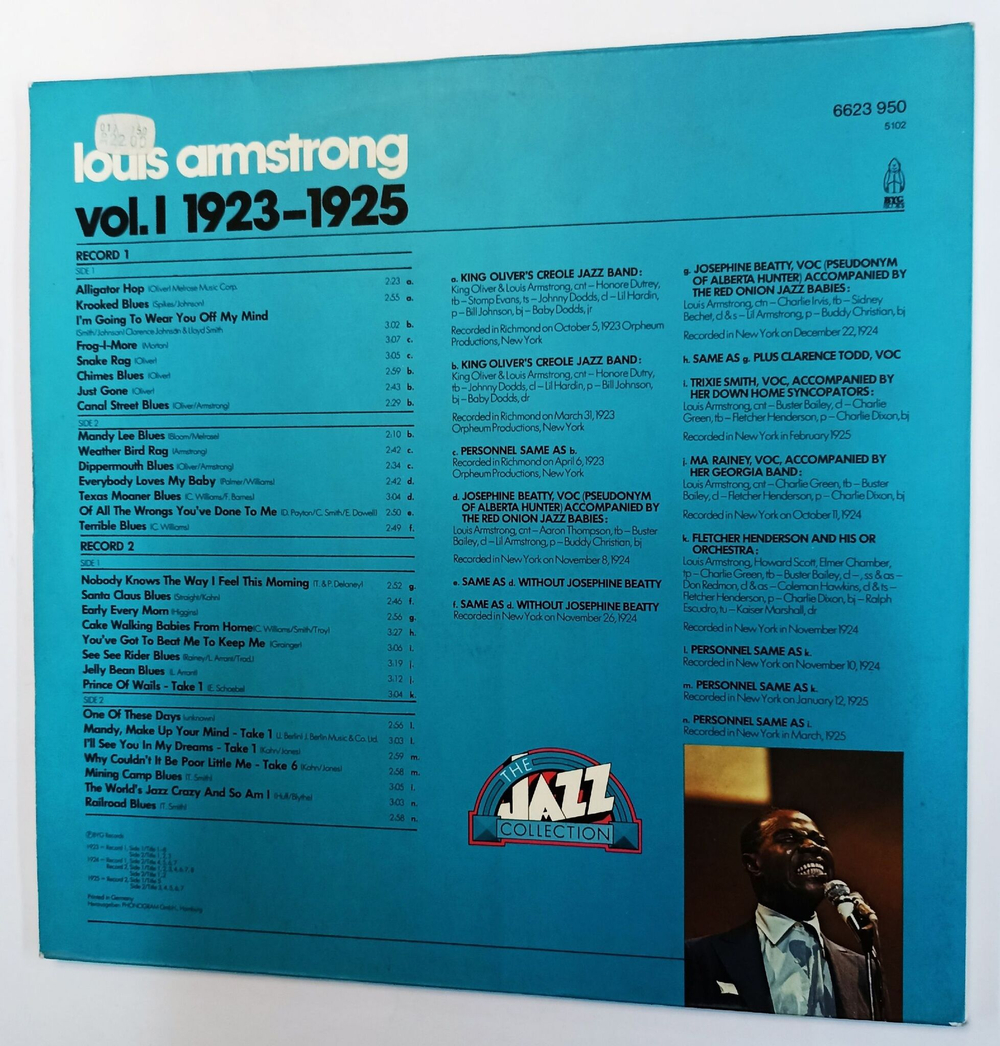 louis armstrong
vol. I 1923–1925
6623 950
5102
RECORD 1
SIDE 1
Alligator Hop (Oliver) Melrose Music Corp. 2:23 a.
Krooked Blues (Spikes/Johnson) 2:55 a.
I'm Going To Wear You Off My Mind
(Smith/Johnson) Clarence Johnson & Lloyd Smith 3:02 b.
Frog-I-More (Morton) 3:07 c.
Snake Rag (Oliver) 3:05 c.
Chimes Blues (Oliver) 2:59 b.
Just Gone (Oliver) 2:43 b.
Canal Street Blues (Oliver/Armstrong) 2:29 b.
SIDE 2
Mandy Lee Blues (Bloom/Melrose) 2:10 b.
Weather Bird Rag (Armstrong) 2:42 c.
Dippermouth Blues (Oliver/Armstrong) 2:34 c.
Everybody Loves My Baby (Palmer/Williams) 2:42 d.
Texas Moaner Blues (C. Williams/F. Barnes) 3:04 d.
Of All The Wrongs You've Done To Me (D. Payton/C. Smith/E. Dowell) 2:50 e.
Terrible Blues (C. Williams) 2:49 f.
RECORD 2
SIDE 1
Nobody Knows The Way I Feel This Morning (T. & P. Delaney) 2:52 g.
Santa Claus Blues (Straight/Kahn) 2:46 f.
Early Every Morn (Higgins) 2:56 g.
Cake Walking Babies From Home (C. Williams/Smith/Troy) 3:27 h.
You've Got To Beat Me To Keep Me (Grainger) 3:06 i.
See See Rider Blues (Rainey/L. Arrant/Trad.) 3:19 j.
Jelly Bean Blues (L. Arrant) 3:12 j.
Prince Of Wails - Take 1 (E. Schoebel) 3:04 k.
SIDE 2
One Of These Days (unknown) 2:56 l.
Mandy, Make Up Your Mind - Take 1 (J. Berlin) J. Berlin Music & Co. Ltd. 3:03 l.
I'll See You In My Dreams - Take 1 (Kahn/Jones) 2:59 m.
Why Couldn't It Be Poor Little Me - Take 6 (Kahn/Jones) 2:58 m.
Mining Camp Blues (T. Smith) 3:05 i.
The World's Jazz Crazy And So Am I (Hull/Blythe) 3:03 n.
Railroad Blues (T. Smith) 2:58 n.
Printed in Germany
Herausgeber: PHONOGRAM GmbH, Hamburg
a. KING OLIVER'S CREOLE JAZZ BAND:
King Oliver & Louis Armstrong, cnt – Honore Dutrey,
tb – Stomp Evans, ts – Johnny Dodds, cl – Lil Hardin,
p – Bill Johnson, bj – Baby Dodds, jr
Recorded in Richmond on October 5, 1923 Orpheum
Productions, New York
b. KING OLIVER'S CREOLE JAZZ BAND:
King Oliver & Louis Armstrong, cnt – Honore Dutry,
tb – Johnny Dodds, cl – Lil Hardin, p – Bill Johnson,
bj – Baby Dodds, dr
Recorded in Richmond on March 31, 1923
Orpheum Productions, New York
c. PERSONNEL SAME AS b.
Recorded in Richmond on April 6, 1923
Orpheum Productions, New York
d. JOSEPHINE BEATTY, VOC (PSEUDONYM
OF ALBERTA HUNTER) ACCOMPANIED BY
THE RED ONION JAZZ BABIES:
Louis Armstrong, cnt – Aaron Thompson, tb – Buster
Bailey, cl – Lil Armstrong, p – Buddy Christian, bj
Recorded in New York on November 8, 1924
e. SAME AS d. WITHOUT JOSEPHINE BEATTY
f. SAME AS d. WITHOUT JOSEPHINE BEATTY
Recorded in New York on November 26, 1924
g. JOSEPHINE BEATTY, VOC (PSEUDONYM
OF ALBERTA HUNTER) ACCOMPANIED BY
THE RED ONION JAZZ BABIES:
Louis Armstrong, ctn – Charlie Irvis, tb – Sidney
Bechet, cl & s – Lil Armstrong, p – Buddy Christian, bj
Recorded in New York on December 22, 1924
h. SAME AS g. PLUS CLARENCE TODD, VOC
i. TRIXIE SMITH, VOC, ACCOMPANIED BY
HER DOWN HOME SYNCOPATORS:
Louis Armstrong, cnt – Buster Bailey, cl – Charlie
Green, tb – Fletcher Henderson, p – Charlie Dixon, bj
Recorded in New York in February 1925
j. MA RAINEY, VOC, ACCOMPANIED BY
HER GEORGIA BAND:
Louis Armstrong, cnt – Charlie Green, tb – Buster
Bailey, cl – Fletcher Henderson, p – Charlie Dixon, bj
Recorded in New York on October 11, 1924
k. FLETCHER HENDERSON AND HIS OR
ORCHESTRA:
Louis Armstrong, Howard Scott, Elmer Chamber,
tp – Charlie Green, tb – Buster Bailey, cl –, ss & as –
Don Redmon, cl & as – Coleman Hawkins, cl & ts –
Fletcher Henderson, p – Charlie Dixon, bj – Ralph
Escudro, tu – Kaiser Marshall, dr
Recorded in New York in November 1924
l. PERSONNEL SAME AS k.
Recorded in New York on November 10, 1924
m. PERSONNEL SAME AS k.
Recorded in New York on January 12, 1925
n. PERSONNEL SAME AS i.
Recorded in New York in March, 1925
THE
JAZZ
COLLECTION